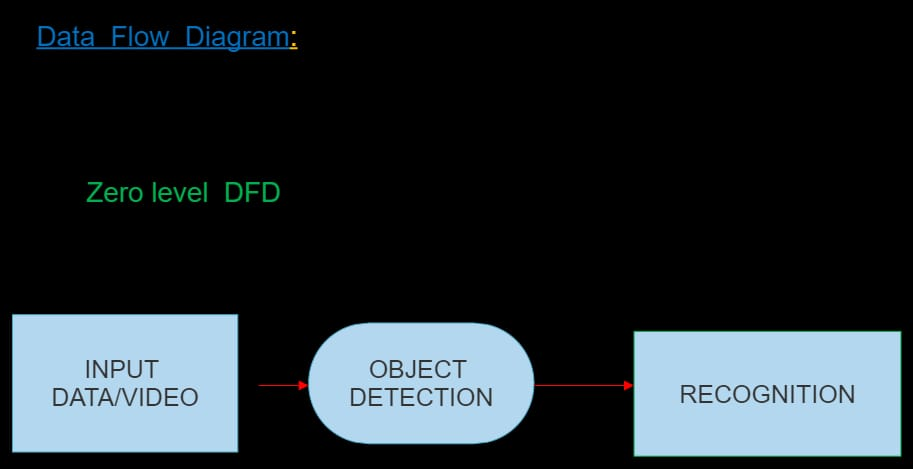 Data Flow Diagram:
Zero level DFD
INPUT
DATA/VIDEO
OBJECT
DETECTION
RECOGNITION